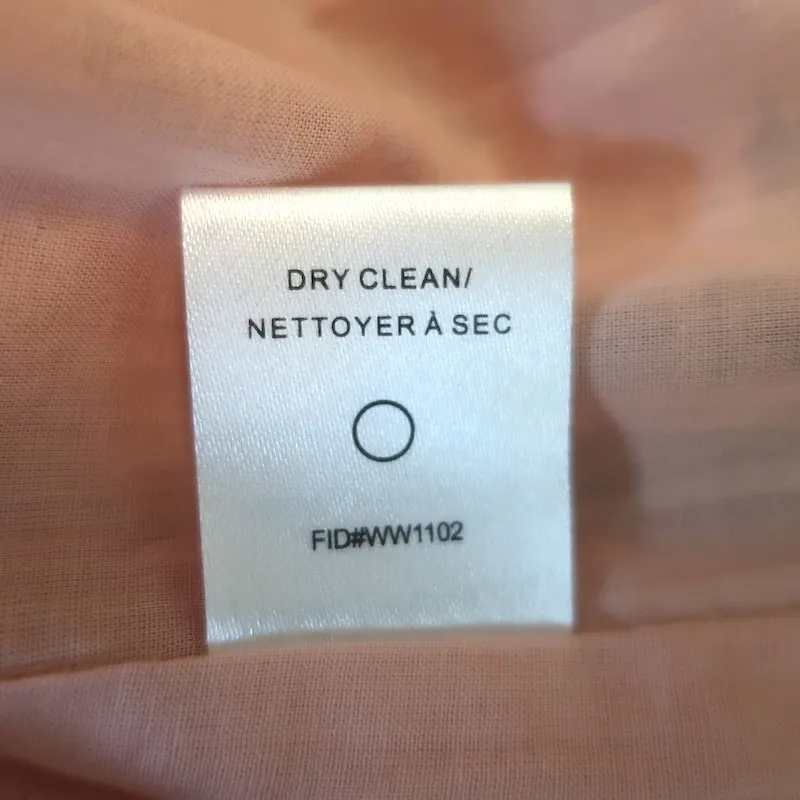 DRY CLEAN/
NETTOYER À SEC
FID#WW1102